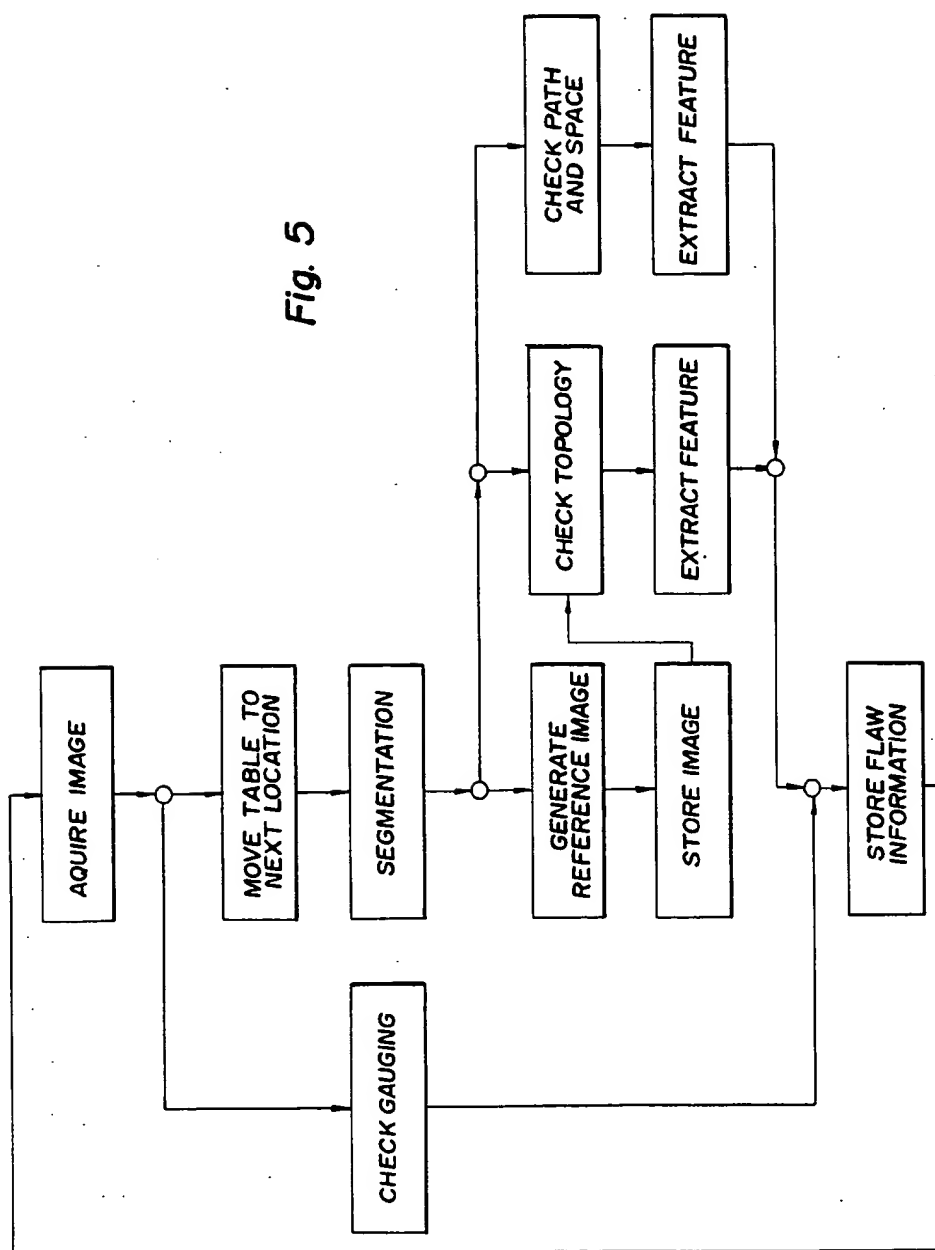 Fig. 5
AQUIRE IMAGE
MOVE TABLE TO
NEXT LOCATION
SEGMENTATION
CHECK GAUGING
GENERATE
REFERENCE IMAGE
STORE IMAGE
CHECK TOPOLOGY
EXTRACT FEATURE
CHECK PATH
AND SPACE
EXTRACT FEATURE
STORE FLAW
INFORMATION